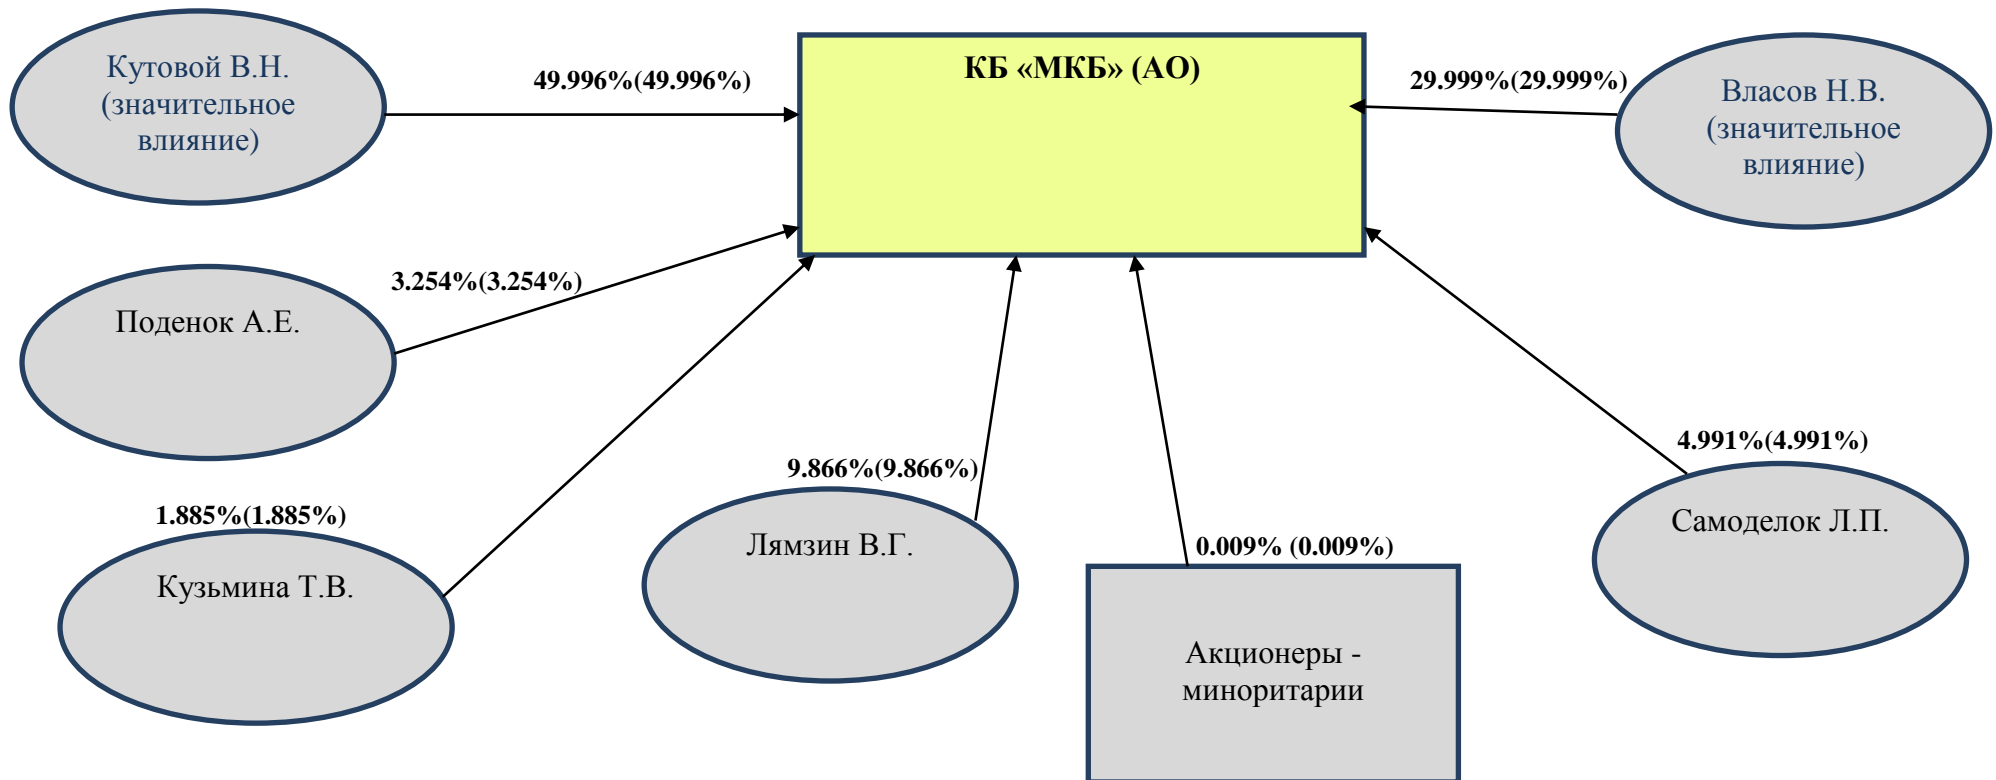 Кутовой В.Н.
(значительное
влияние)
49.996%(49.996%)
КБ «МКБ» (АО)
29.999%(29.999%)
Власов Н.В.
(значительное
влияние)
3.254%(3.254%)
Поденок А.Е.
4.991%(4.991%)
Самоделок Л.П.
9.866%(9.866%)
Лямзин В.Г.
1.885%(1.885%)
Кузьмина Т.В.
0.009% (0.009%)
Акционеры -
миноритарии